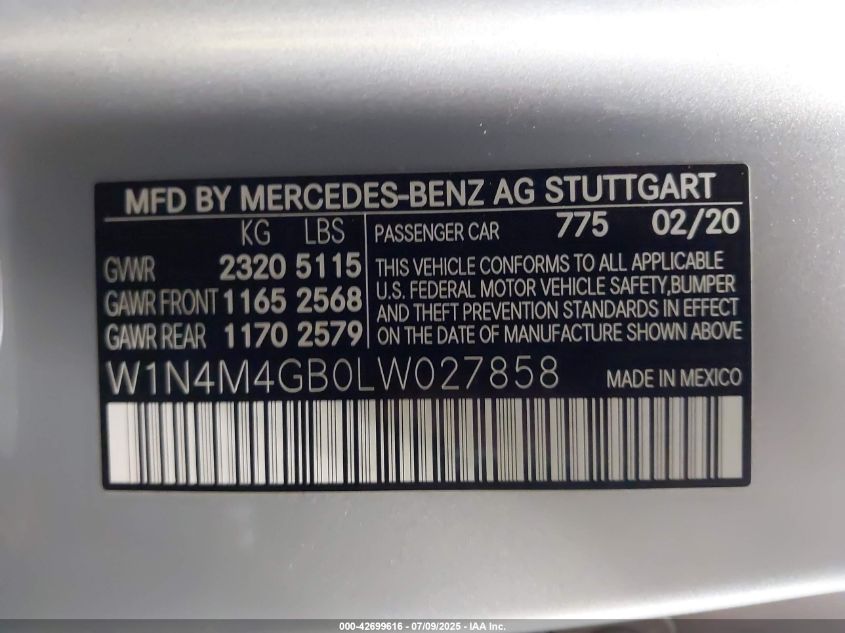 MFD BY MERCEDES-BENZ AG STUTTGART
KG LBS
GVWR 2320 5115
GAWR FRONT 1165 2568
GAWR REAR 1170 2579
PASSENGER CAR 775 02/20
THIS VEHICLE CONFORMS TO ALL APPLICABLE
U.S. FEDERAL MOTOR VEHICLE SAFETY,BUMPER
AND THEFT PREVENTION STANDARDS IN EFFECT
ON THE DATE OF MANUFACTURE SHOWN ABOVE
W1N4M4GB0LW027858 MADE IN MEXICO
000-42699616 - 07/09/2025 - IAA Inc.